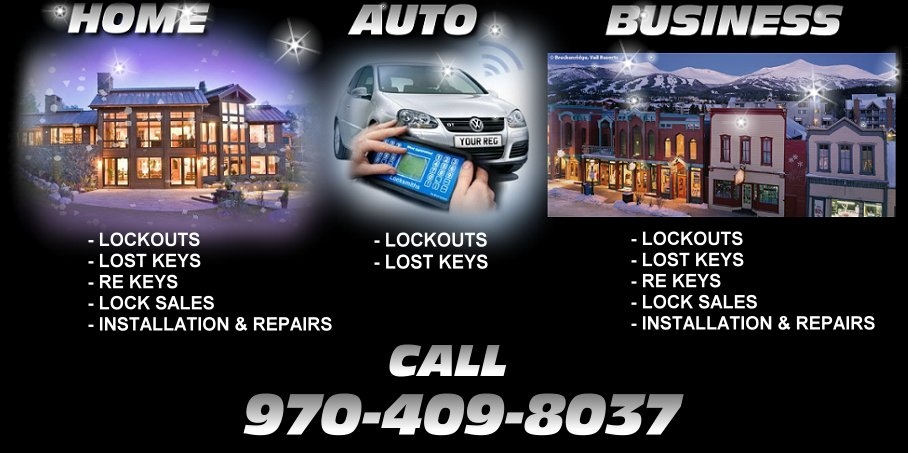 HOME
AUTO
BUSINESS
© Breckenridge, Vail Resorts
YOUR REG
Locksmiths
- LOCKOUTS
- LOST KEYS
- RE KEYS
- LOCK SALES
- INSTALLATION & REPAIRS
- LOCKOUTS
- LOST KEYS
- LOCKOUTS
- LOST KEYS
- RE KEYS
- LOCK SALES
- INSTALLATION & REPAIRS
CALL
970-409-8037